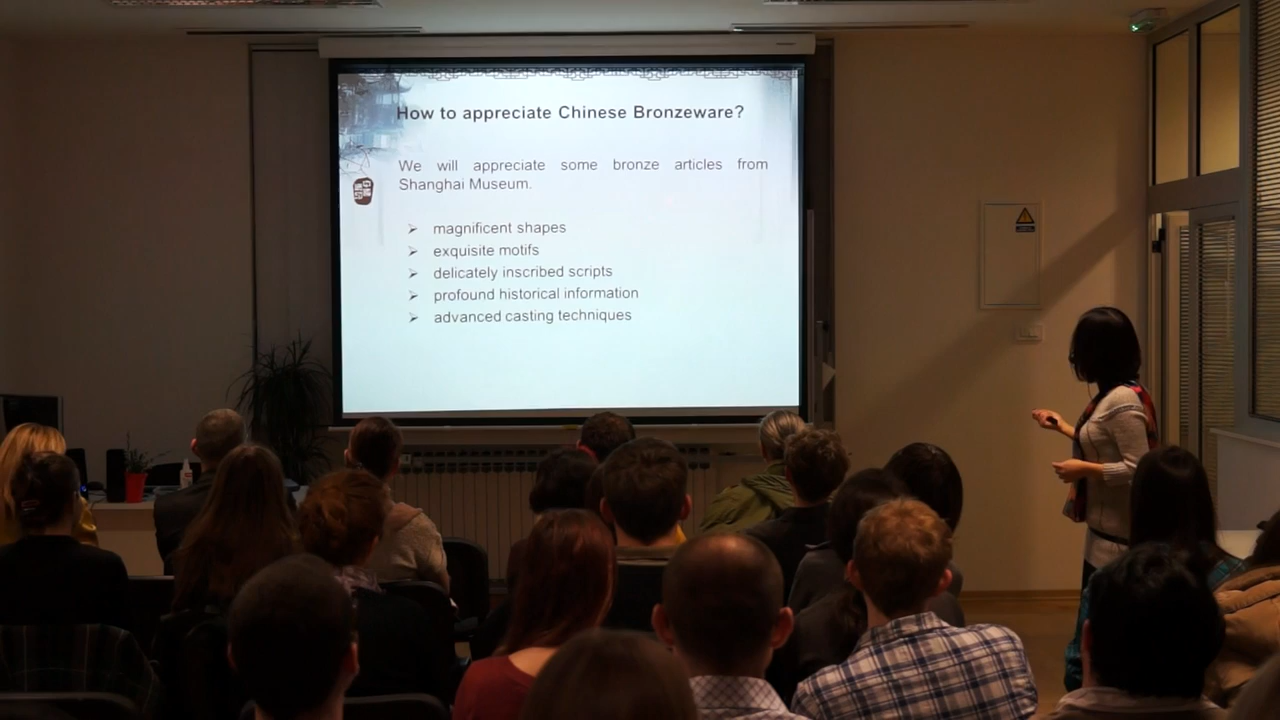 How to appreciate Chinese Bronzeware?
We will appreciate some bronze articles from
Shanghai Museum.
➢ magnificent shapes
➢ exquisite motifs
➢ delicately inscribed scripts
➢ profound historical information
➢ advanced casting techniques